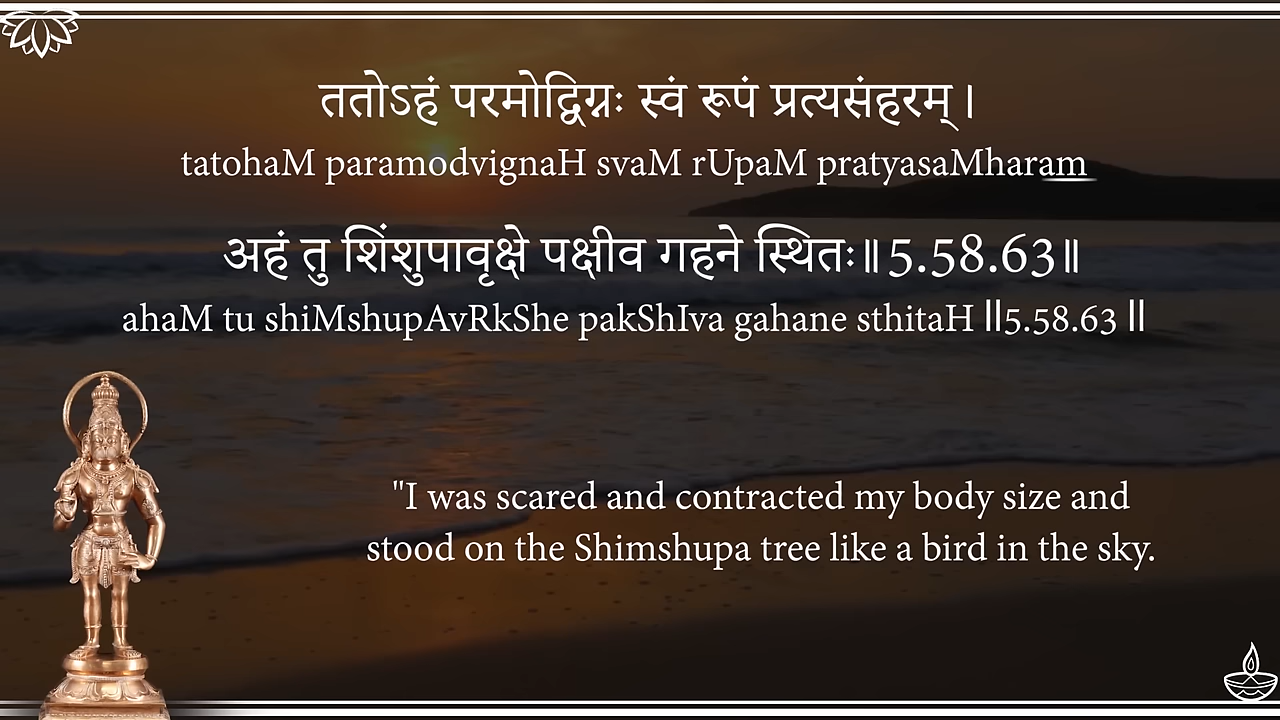 ततोऽहं परमोद्विग्नः स्वं रूपं प्रत्यसंहरम्।
tatohaM paramodvignaH svaM rUpaM pratyasaMharam
अहं तु शिंशुपावृक्षे पक्षीव गहने स्थितः॥5.58.63॥
ahaM tu shiMshupAvRkShe pakShIva gahane sthitaH ॥5.58.63 ॥
"I was scared and contracted my body size and
stood on the Shimshupa tree like a bird in the sky.